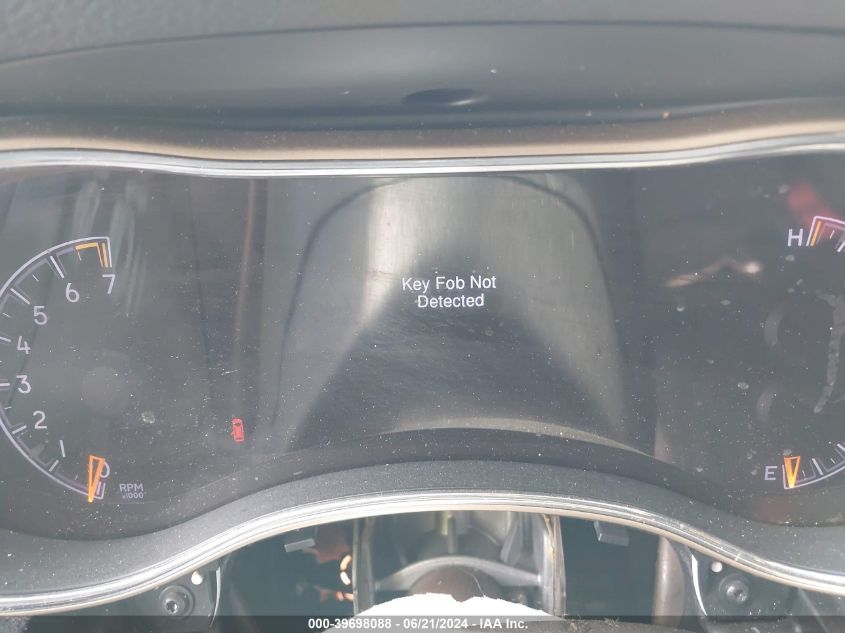 Key Fob Not
Detected
H
7
6
5
4
3
2
1
0
RPM
x1000
E
000-39698088 - 06/21/2024 - IAA Inc.